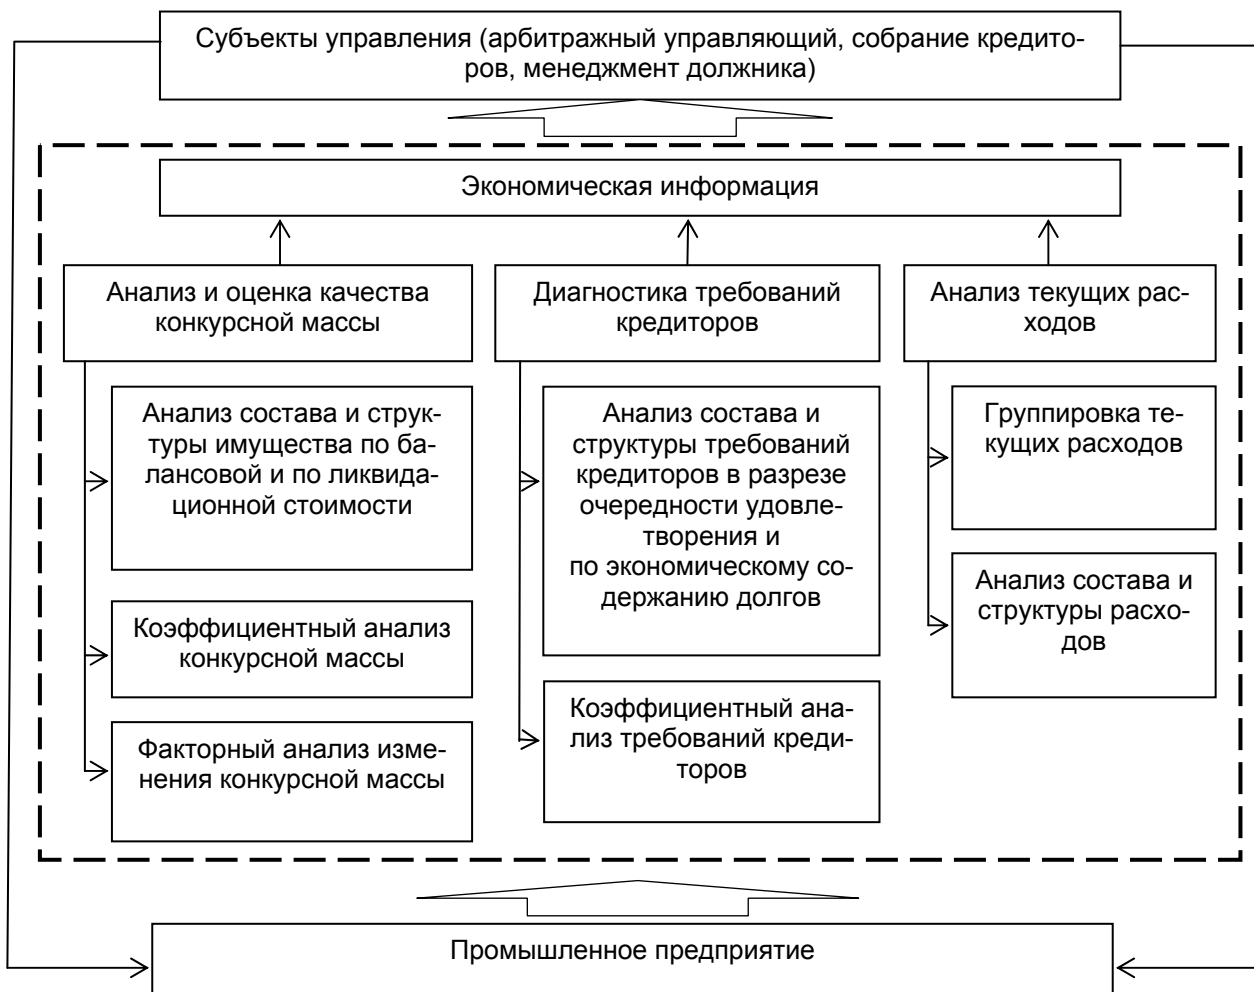 Субъекты управления (арбитражный управляющий, собрание кредито-
ров, менеджмент должника)
Экономическая информация
Анализ и оценка качества
конкурсной массы
Диагностика требований
кредиторов
Анализ текущих рас-
ходов
Анализ состава и струк-
туры имущества по ба-
лансовой и по ликвида-
ционной стоимости
Коэффициентный анализ
конкурсной массы
Факторный анализ изме-
нения конкурсной массы
Анализ состава и
структуры требований
кредиторов в разрезе
очередности удовле-
творения и
по экономическому со-
держанию долгов
Коэффициентный ана-
лиз требований креди-
торов
Группировка те-
кущих расходов
Анализ состава и
структуры расхо-
дов
Промышленное предприятие